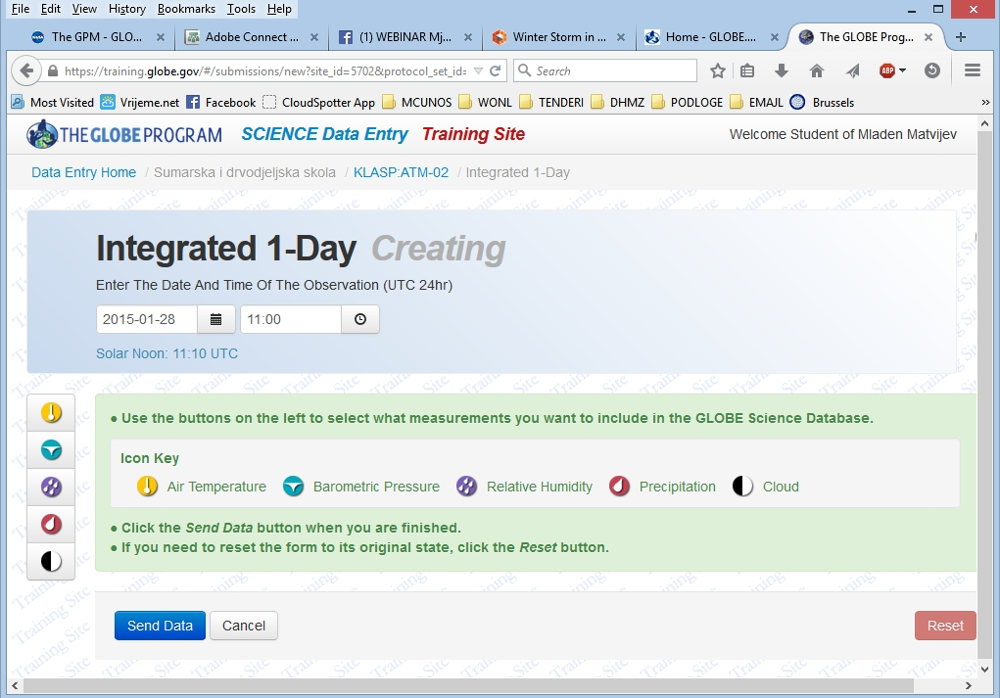 File Edit View History Bookmarks Tools Help
The GPM - GLO... Adobe Connect ... (1) WEBINAR Mj... Winter Storm in ... Home - GLOBE.... The GLOBE Prog...
https://training.globe.gov/#/submissions/new?site_id=5702&protocol_set_id= Search ABP
Most Visited Vrijeme.net Facebook CloudSpotter App MCUNOS WONL TENDERI DHMZ PODLOGE EMAJL Brussels »
THE GLOBE PROGRAM SCIENCE Data Entry Training Site Welcome Student of Mladen Matvijev
Data Entry Home / Sumarska i drvodjeljska skola / KLASP:ATM-02 / Integrated 1-Day
Integrated 1-Day Creating
Enter The Date And Time Of The Observation (UTC 24hr)
2015-01-28 11:00
Solar Noon: 11:10 UTC
• Use the buttons on the left to select what measurements you want to include in the GLOBE Science Database.
Icon Key
Air Temperature Barometric Pressure Relative Humidity Precipitation Cloud
• Click the Send Data button when you are finished.
• If you need to reset the form to its original state, click the Reset button.
Send Data Cancel Reset
Training Site